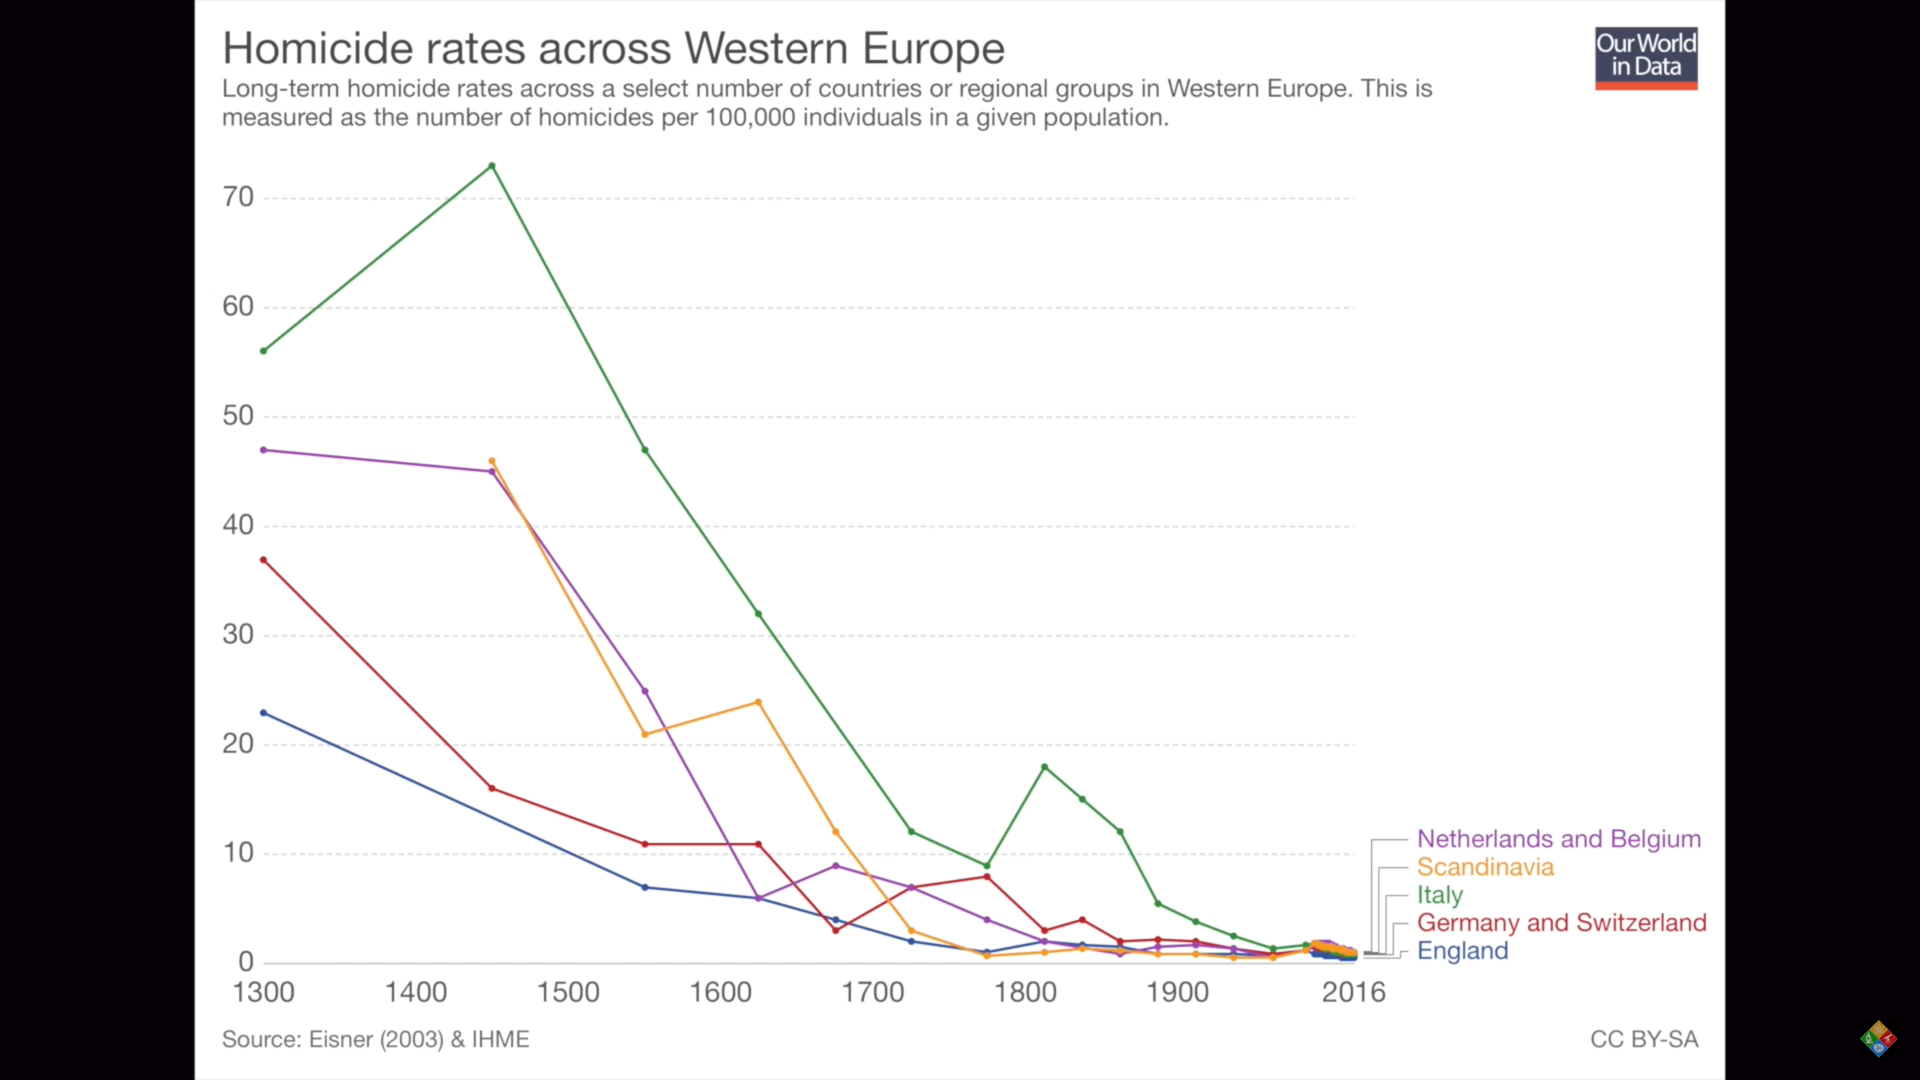 Homicide rates across Western Europe
Our World
in Data
Long-term homicide rates across a select number of countries or regional groups in Western Europe. This is
measured as the number of homicides per 100,000 individuals in a given population.
70
60
50
40
30
20
10
0
Netherlands and Belgium
Scandinavia
Italy
Germany and Switzerland
England
1300 1400 1500 1600 1700 1800 1900 2016
Source: Eisner (2003) & IHME
CC BY-SA